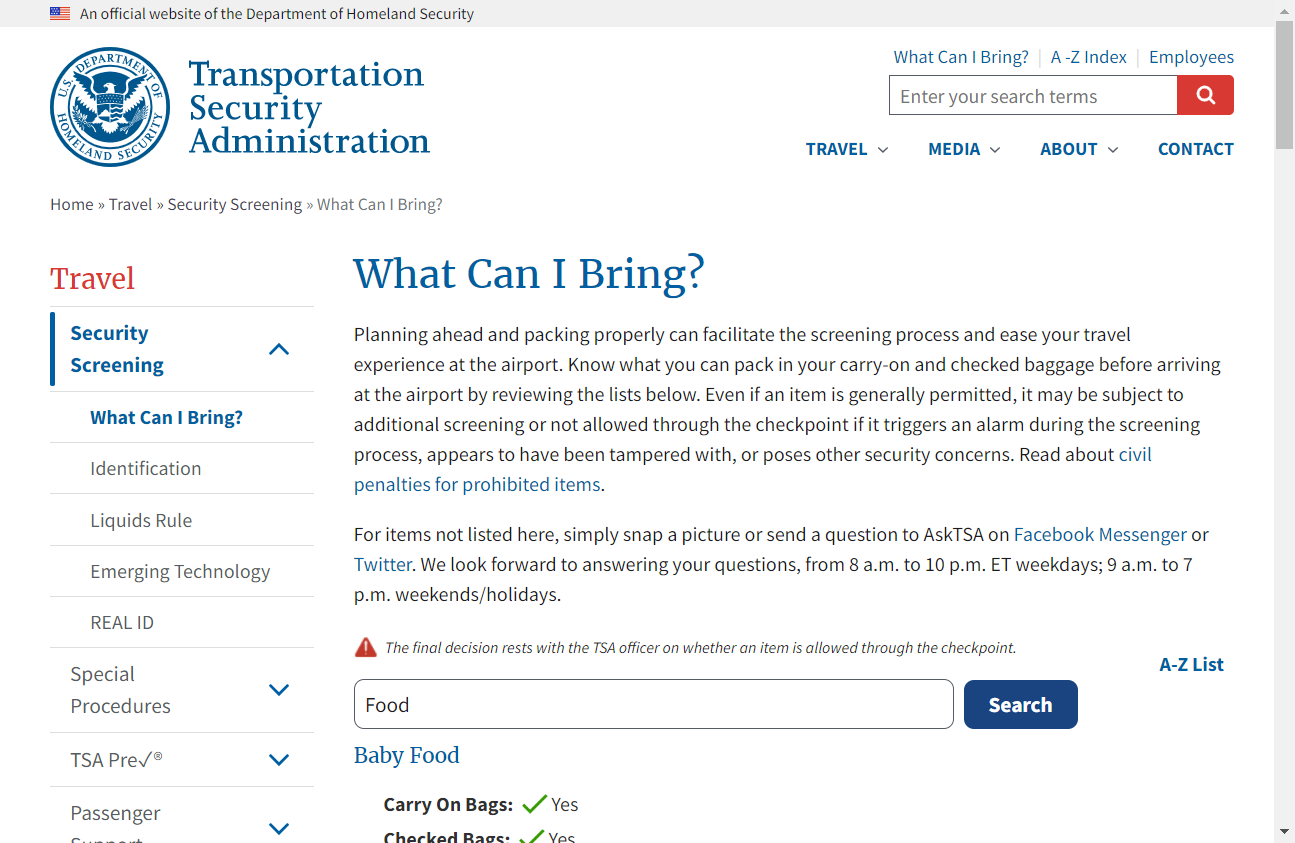 An official website of the Department of Homeland Security
U.S. DEPARTMENT OF HOMELAND SECURITY
Transportation
Security
Administration
What Can I Bring? | A -Z Index | Employees
Enter your search terms
TRAVEL MEDIA ABOUT CONTACT
Home » Travel » Security Screening » What Can I Bring?
Travel
Security
Screening
What Can I Bring?
Identification
Liquids Rule
Emerging Technology
REAL ID
Special
Procedures
TSA Pre✓®
Passenger
Support
What Can I Bring?
Planning ahead and packing properly can facilitate the screening process and ease your travel
experience at the airport. Know what you can pack in your carry-on and checked baggage before arriving
at the airport by reviewing the lists below. Even if an item is generally permitted, it may be subject to
additional screening or not allowed through the checkpoint if it triggers an alarm during the screening
process, appears to have been tampered with, or poses other security concerns. Read about civil
penalties for prohibited items.
For items not listed here, simply snap a picture or send a question to AskTSA on Facebook Messenger or
Twitter. We look forward to answering your questions, from 8 a.m. to 10 p.m. ET weekdays; 9 a.m. to 7
p.m. weekends/holidays.
The final decision rests with the TSA officer on whether an item is allowed through the checkpoint.
A-Z List
Food
Search
Baby Food
Carry On Bags: Yes
Checked Bags: Yes